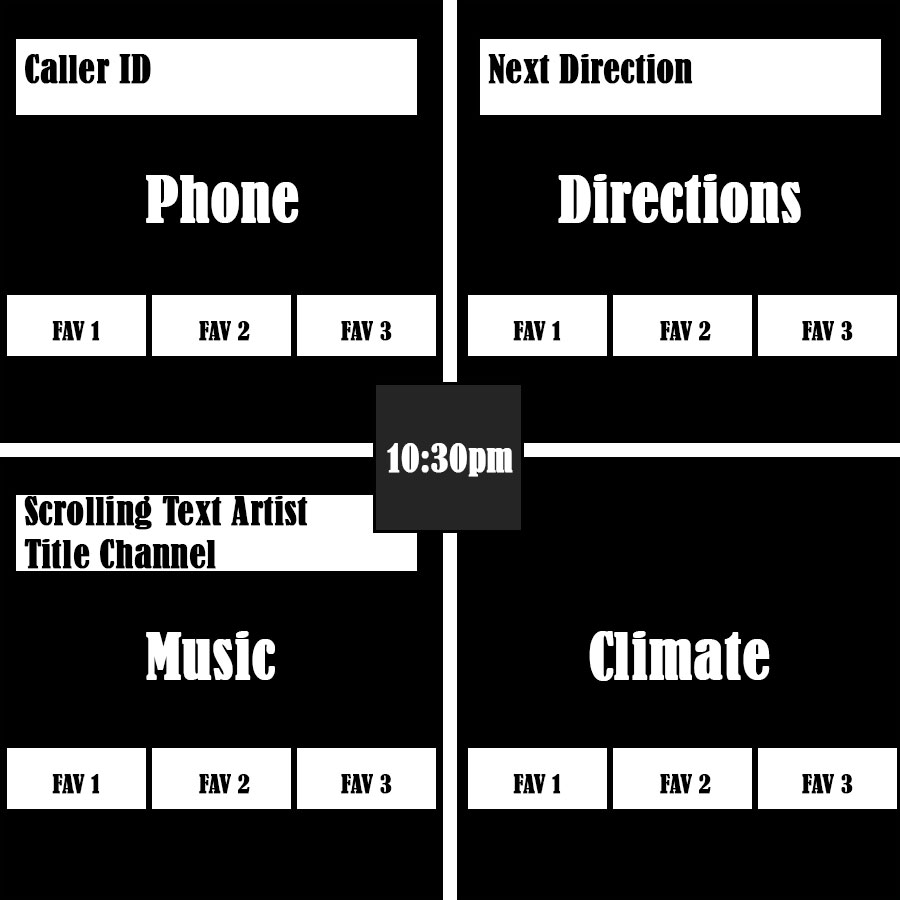 Caller ID
Phone
FAV 1
FAV 2
FAV 3
Next Direction
Directions
FAV 1
FAV 2
FAV 3
10:30pm
Scrolling Text Artist
Title Channel
Music
FAV 1
FAV 2
FAV 3
Climate
FAV 1
FAV 2
FAV 3